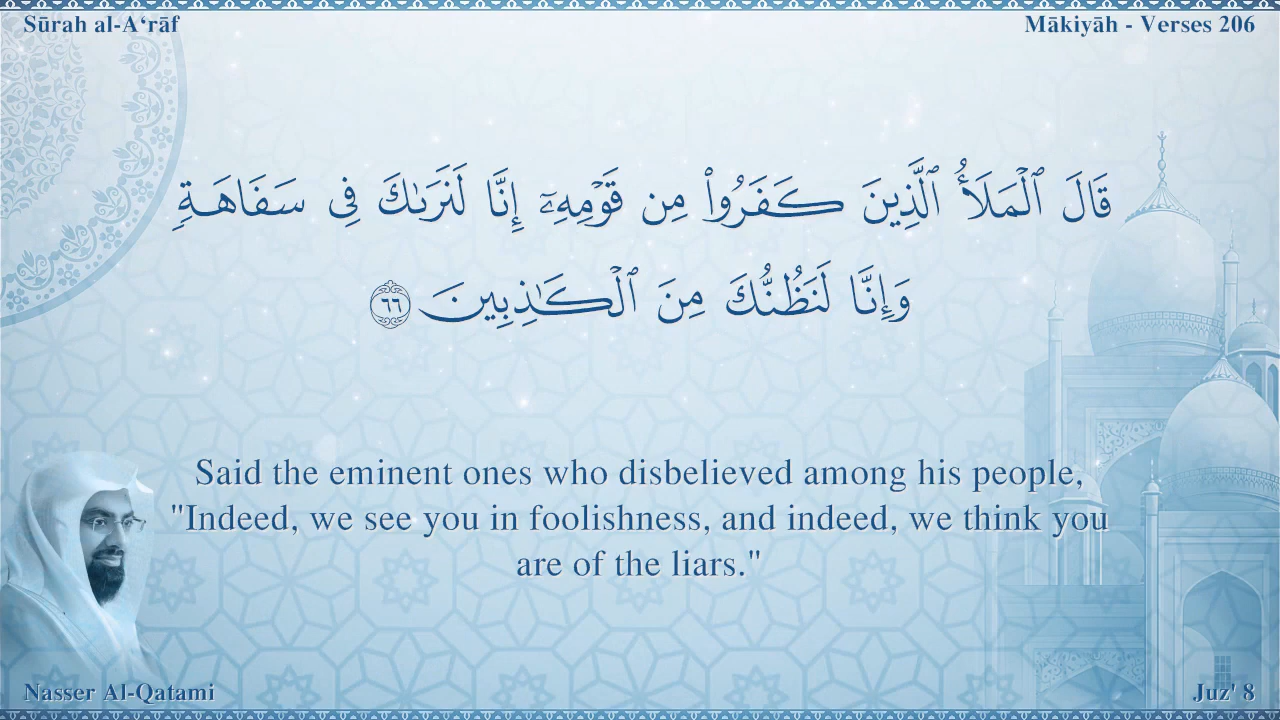 Sūrah al-A‘rāf
Mākiyāh - Verses 206
قَالَ ٱلْمَلَأُ ٱلَّذِينَ كَفَرُوا۟ مِن قَوْمِهِۦٓ إِنَّا لَنَرَىٰكَ فِى سَفَاهَةٍۢ
وَإِنَّا لَنَظُنُّكَ مِنَ ٱلْكَـٰذِبِينَ ٦٦
Said the eminent ones who disbelieved among his people,
"Indeed, we see you in foolishness, and indeed, we think you
are of the liars."
Nasser Al-Qatami
Juz' 8